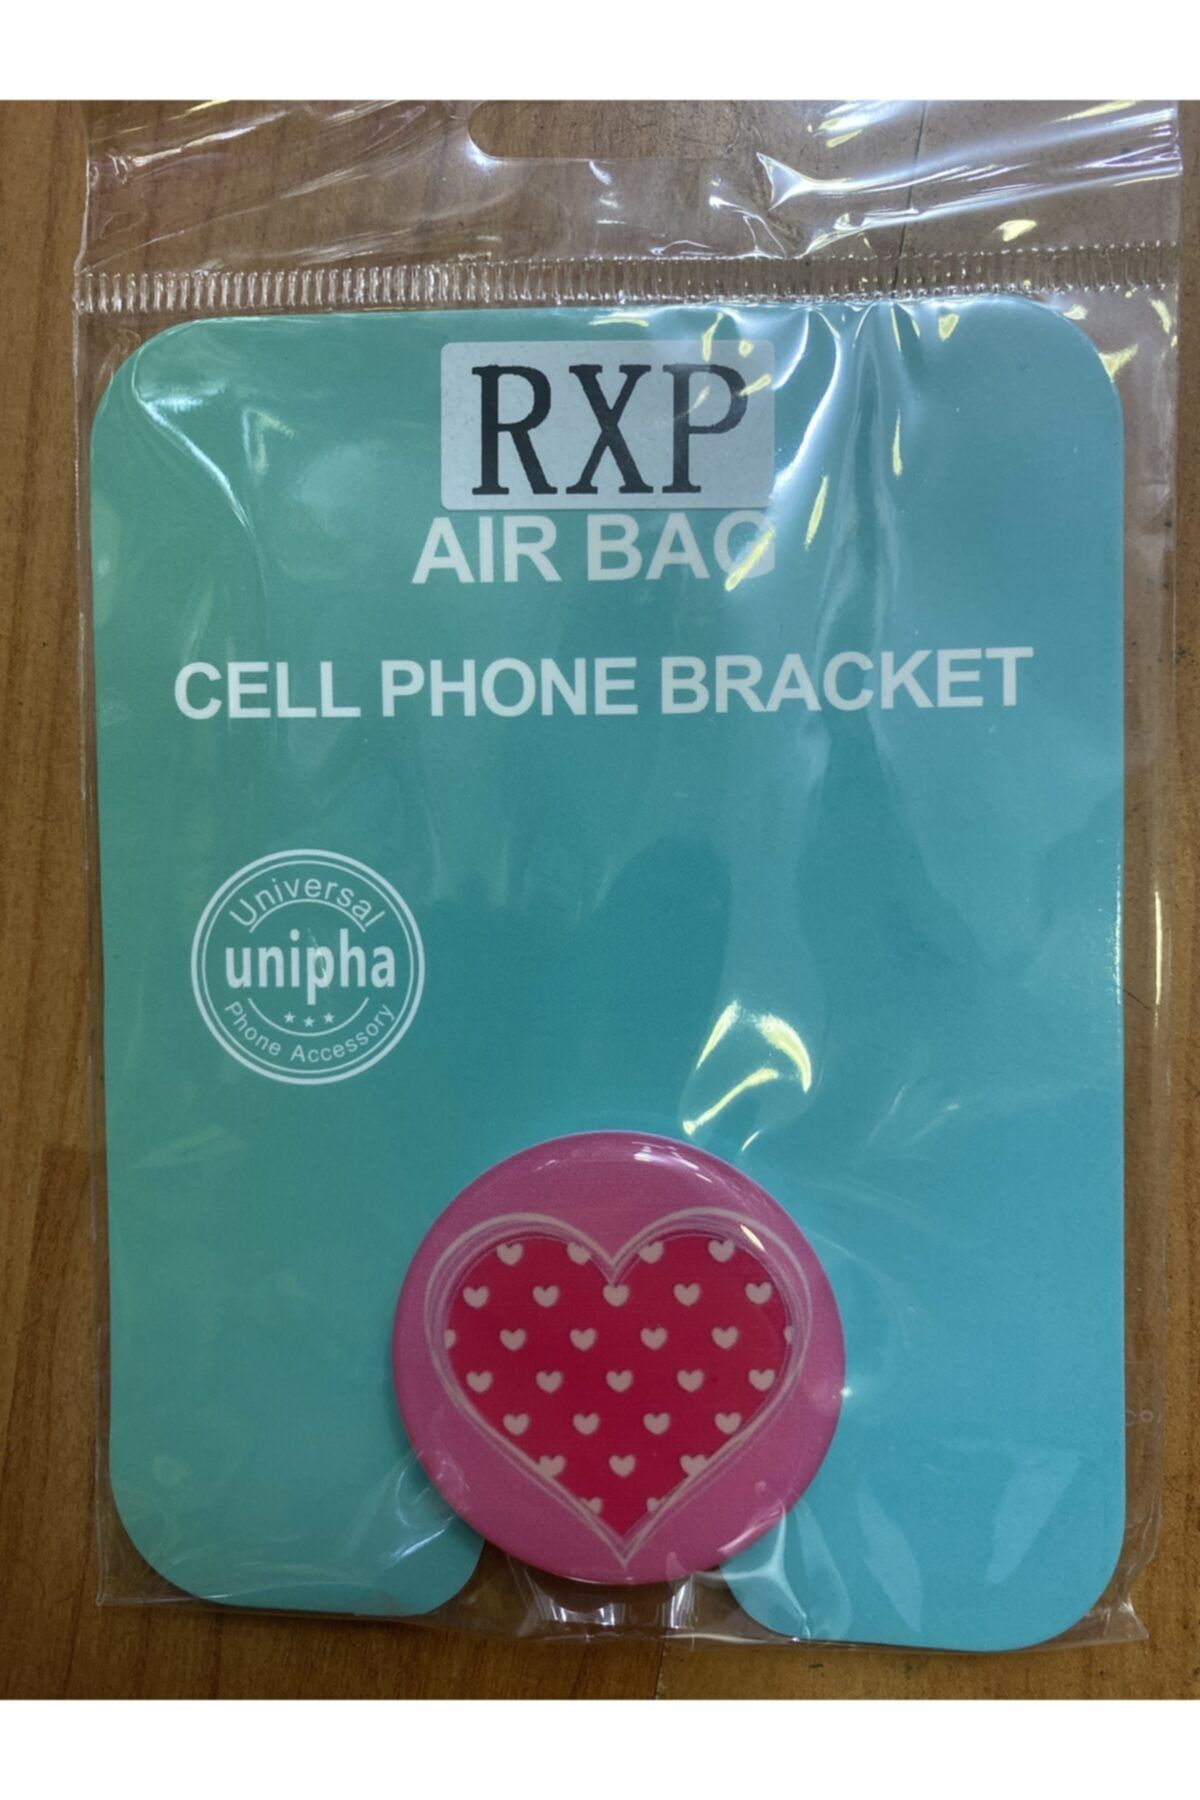 RXP
AIR BAG
CELL PHONE BRACKET
Universal
unipha
Phone Accessory